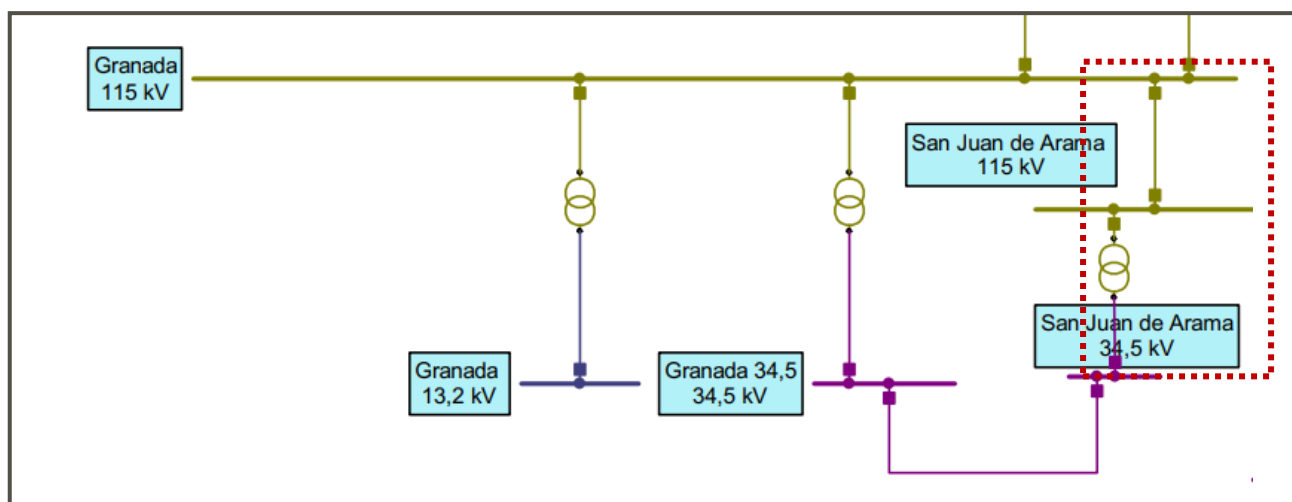 Granada
115 kV
San Juan de Arama
115 kV
San Juan de Arama
34,5 kV
Granada
13,2 kV
Granada 34,5
34,5 kV